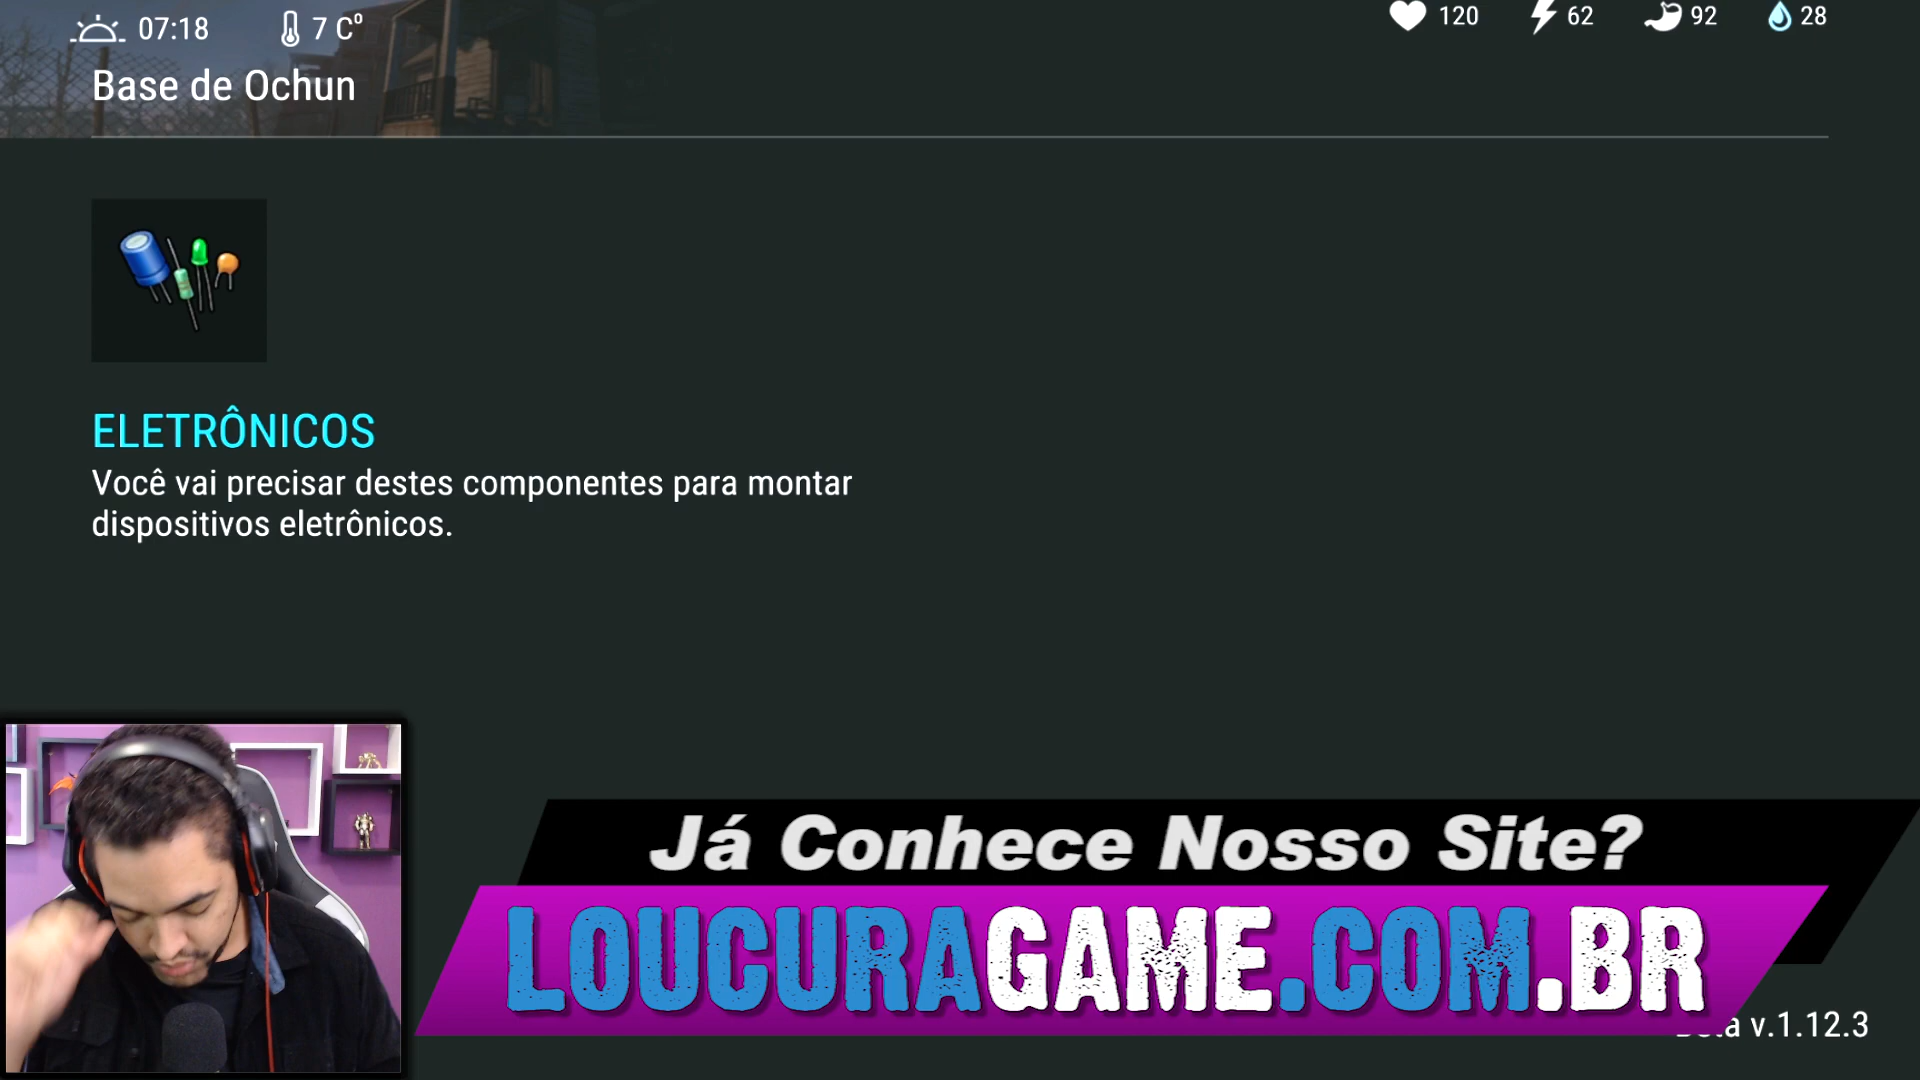 07:18
7 Cº
120
62
92
28
Base de Ochun
ELETRÔNICOS
Você vai precisar destes componentes para montar
dispositivos eletrônicos.
Já Conhece Nosso Site?
LOUCURAGAME.COM.BR
v.1.12.3